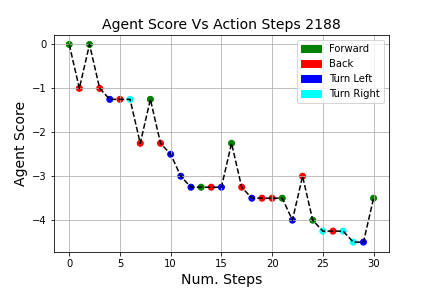 Agent Score Vs Action Steps 2188
Forward
Back
Turn Left
Turn Right
0
−1
−2
−3
−4
Agent Score
0 5 10 15 20 25 30
Num. Steps